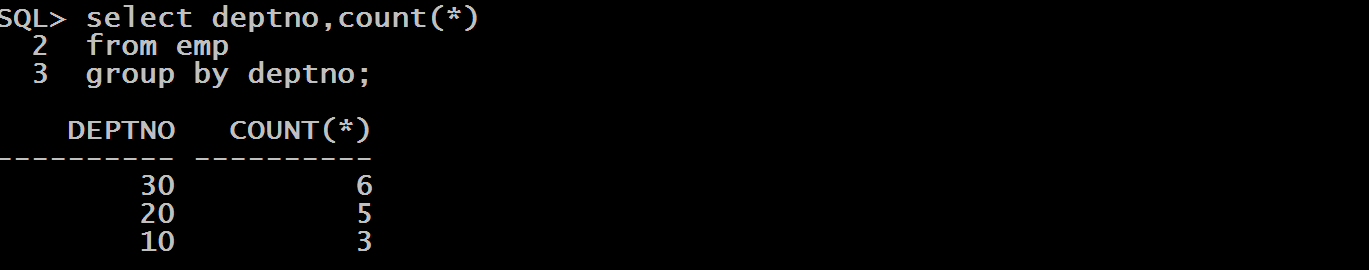 SQL> select deptno,count(*)
  2  from emp
  3  group by deptno;
    DEPTNO   COUNT(*)
---------- ----------
        30          6
        20          5
        10          3